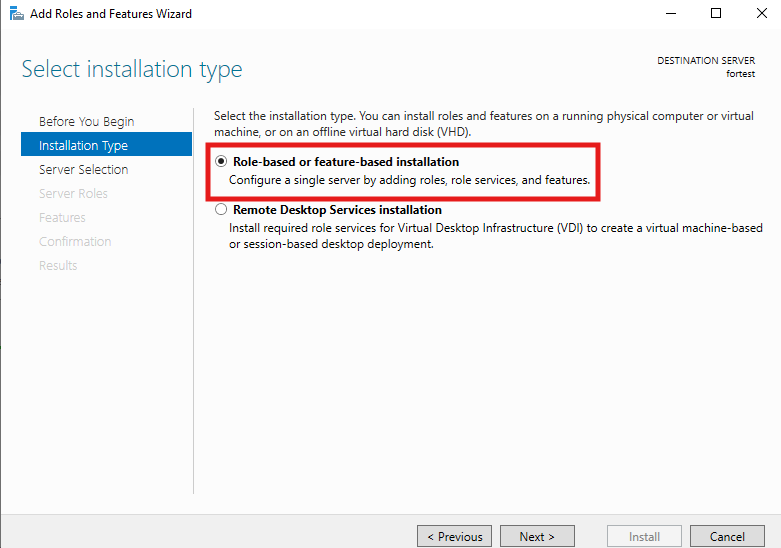 Add Roles and Features Wizard
Select installation type
DESTINATION SERVER
fortest
Before You Begin
Installation Type
Server Selection
Server Roles
Features
Confirmation
Results
Select the installation type. You can install roles and features on a running physical computer or virtual
machine, or on an offline virtual hard disk (VHD).
Role-based or feature-based installation
Configure a single server by adding roles, role services, and features.
Remote Desktop Services installation
Install required role services for Virtual Desktop Infrastructure (VDI) to create a virtual machine-based
or session-based desktop deployment.
< Previous
Next >
Install
Cancel